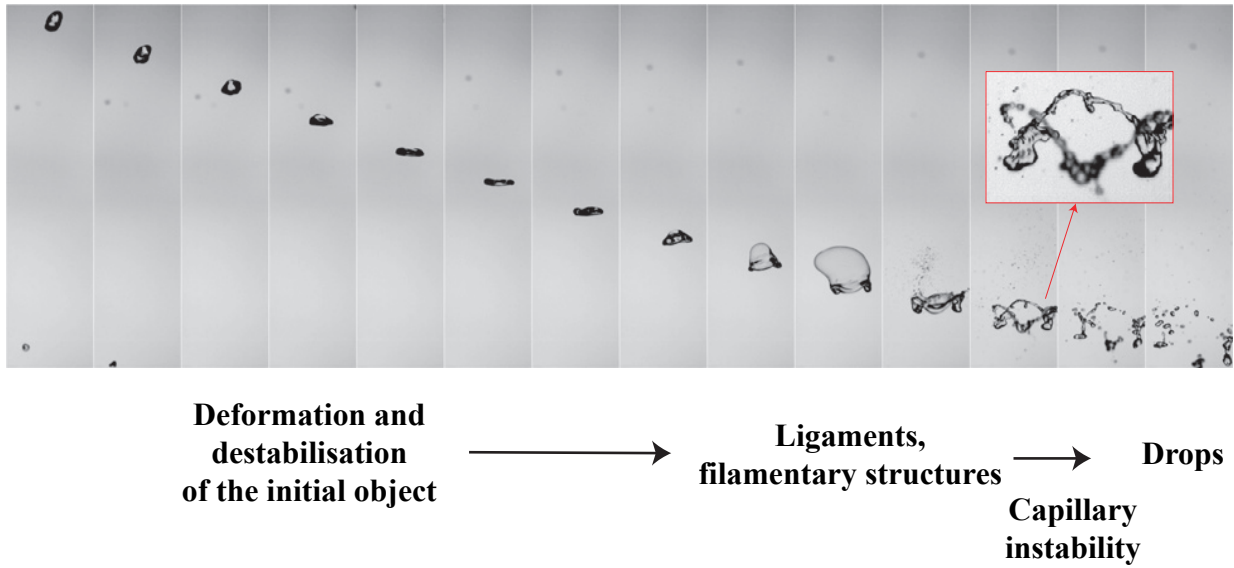 Deformation and
destabilisation
of the initial object
Ligaments,
filamentary structures
Capillary
instability
Drops